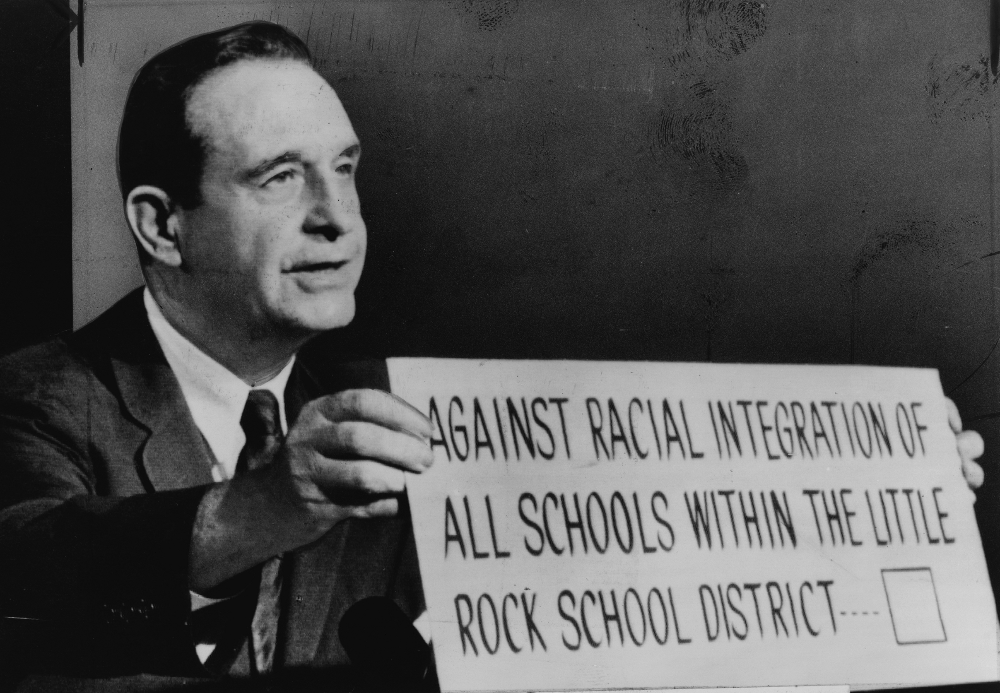 AGAINST RACIAL INTEGRATION OF
ALL SCHOOLS WITHIN THE LITTLE
ROCK SCHOOL DISTRICT----